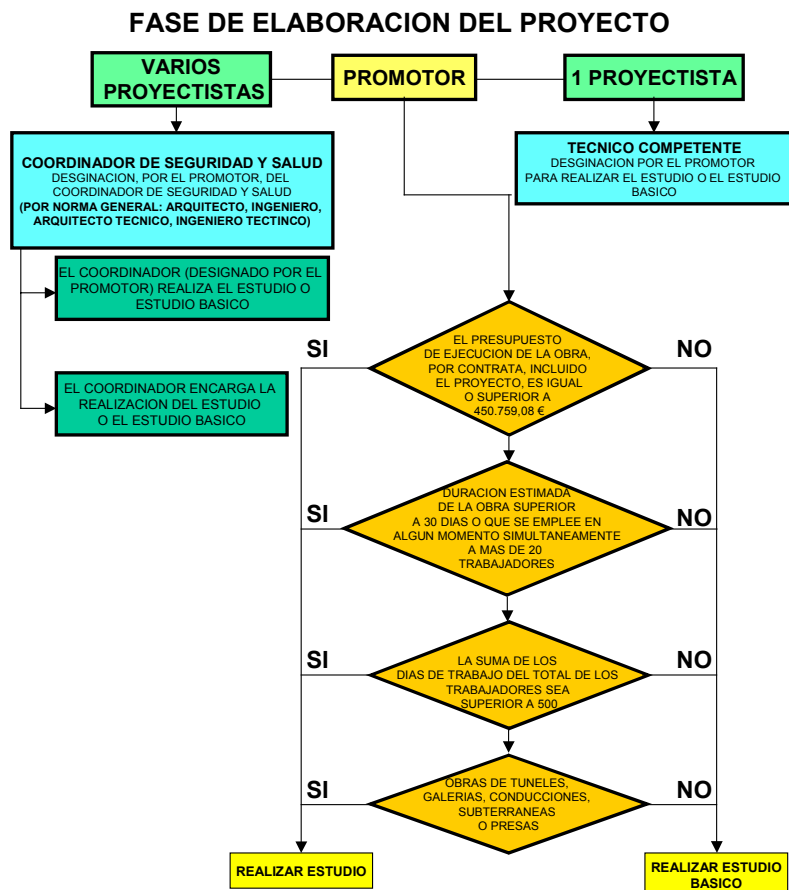 FASE DE ELABORACION DEL PROYECTO
VARIOS
PROYECTISTAS
PROMOTOR
1 PROYECTISTA
COORDINADOR DE SEGURIDAD Y SALUD
DESGINACION, POR EL PROMOTOR, DEL
COORDINADOR DE SEGURIDAD Y SALUD
(POR NORMA GENERAL: ARQUITECTO, INGENIERO,
ARQUITECTO TECNICO, INGENIERO TECTINCO)
TECNICO COMPETENTE
DESGINACION POR EL PROMOTOR
PARA REALIZAR EL ESTUDIO O EL ESTUDIO
BASICO
EL COORDINADOR (DESIGNADO POR EL
PROMOTOR) REALIZA EL ESTUDIO O
ESTUDIO BASICO
EL COORDINADOR ENCARGA LA
REALIZACION DEL ESTUDIO
O EL ESTUDIO BASICO
SI
EL PRESUPUESTO
DE EJECUCION DE LA OBRA,
POR CONTRATA, INCLUIDO
EL PROYECTO, ES IGUAL
O SUPERIOR A
450.759,08 €
NO
SI
DURACION ESTIMADA
DE LA OBRA SUPERIOR
A 30 DIAS O QUE SE EMPLEE EN
ALGUN MOMENTO SIMULTANEAMENTE
A MAS DE 20
TRABAJADORES
NO
SI
LA SUMA DE LOS
DIAS DE TRABAJO DEL TOTAL DE LOS
TRABAJADORES SEA
SUPERIOR A 500
NO
SI
OBRAS DE TUNELES,
GALERIAS, CONDUCCIONES,
SUBTERRANEAS
O PRESAS
NO
REALIZAR ESTUDIO
REALIZAR ESTUDIO
BASICO